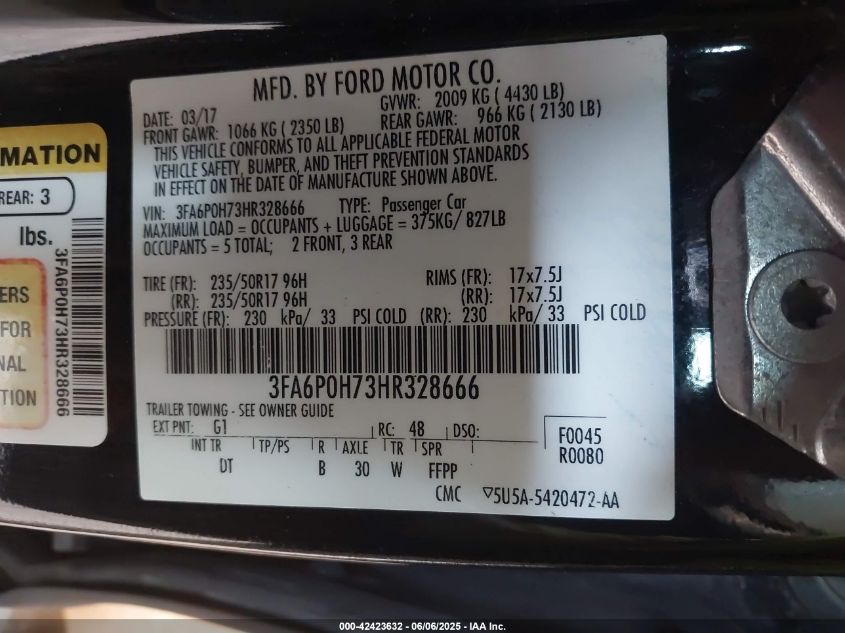 MFD. BY FORD MOTOR CO.
DATE: 03/17 GVWR: 2009 KG ( 4430 LB)
FRONT GAWR: 1066 KG ( 2350 LB) REAR GAWR: 966 KG ( 2130 LB)
THIS VEHICLE CONFORMS TO ALL APPLICABLE FEDERAL MOTOR
VEHICLE SAFETY, BUMPER, AND THEFT PREVENTION STANDARDS
IN EFFECT ON THE DATE OF MANUFACTURE SHOWN ABOVE.
VIN: 3FA6P0H73HR328666 TYPE: Passenger Car
MAXIMUM LOAD = OCCUPANTS + LUGGAGE = 375KG/ 827LB
OCCUPANTS = 5 TOTAL; 2 FRONT, 3 REAR
TIRE (FR): 235/50R17 96H RIMS (FR): 17x7.5J
(RR): 235/50R17 96H (RR): 17x7.5J
PRESSURE (FR): 230 kPa/ 33 PSI COLD (RR): 230 kPa/ 33 PSI COLD
3FA6P0H73HR328666
TRAILER TOWING - SEE OWNER GUIDE
EXT PNT: G1 RC: 48 DSO: F0045
INT TR TP/PS R AXLE TR SPR R0080
DT B 30 W FFPP
CMC ▽5U5A-5420472-AA
RMATION
REAR: 3
lbs.
3FA6P0H73HR328666
ERS
FOR
NAL
TION
000-42423632 - 06/06/2025 - IAA Inc.